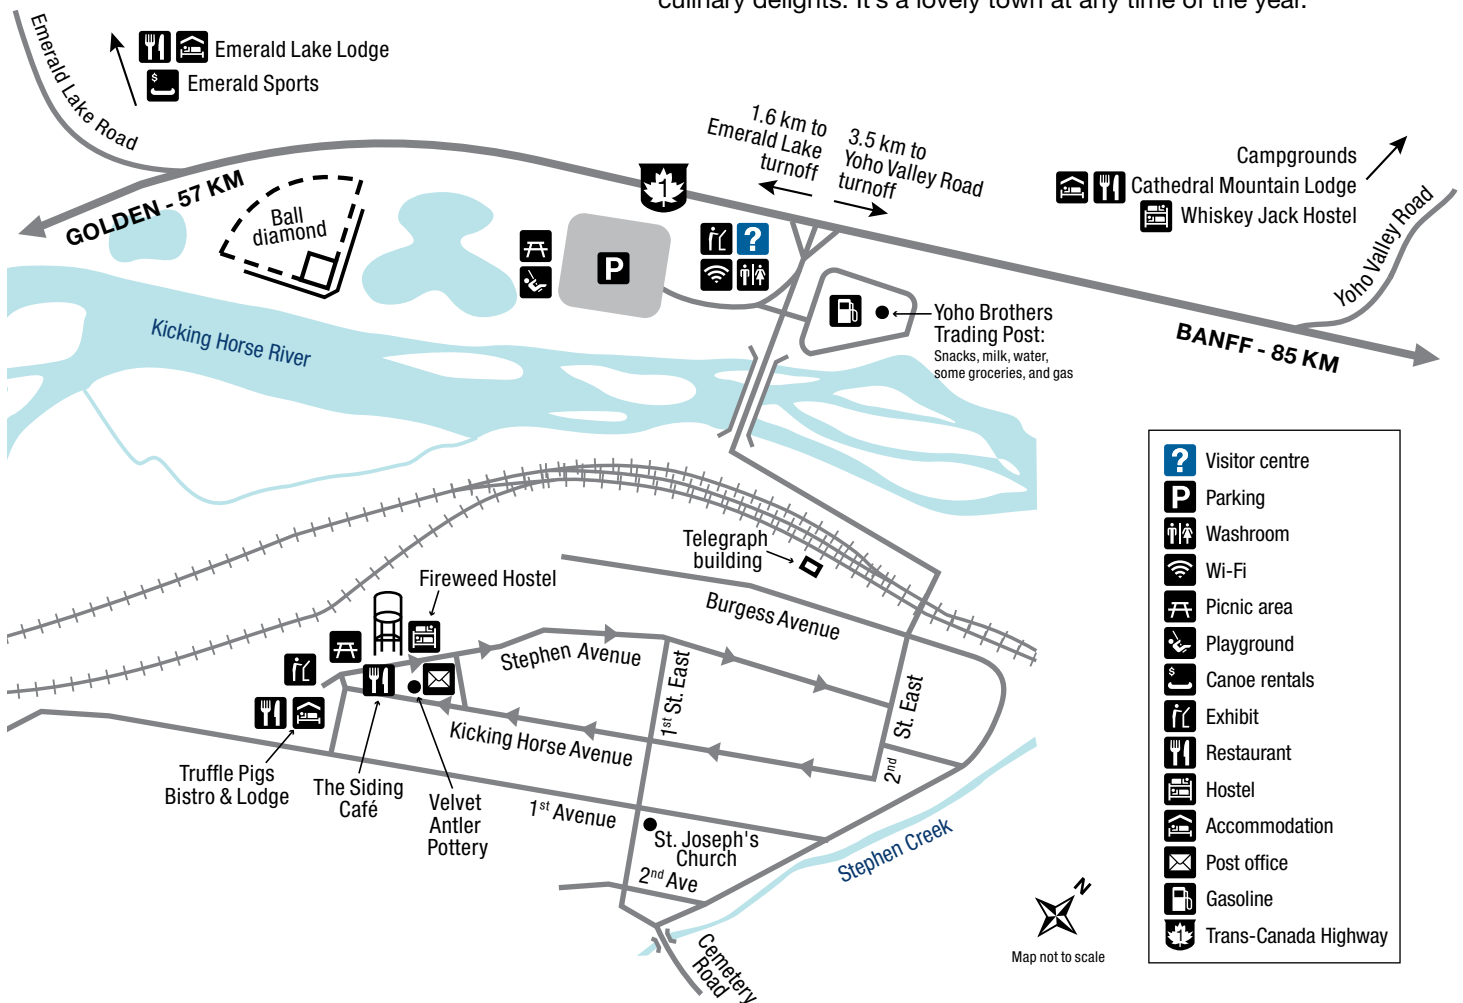 culinary delights. It's a lovely town at any time of the year.
Emerald Lake Road
Emerald Lake Lodge
$
Emerald Sports
GOLDEN - 57 KM
Ball
diamond
1
1.6 km to
Emerald Lake
turnoff
3.5 km to
Yoho Valley Road
turnoff
Campgrounds
Cathedral Mountain Lodge
Whiskey Jack Hostel
Yoho Valley Road
P
?
Yoho Brothers
Trading Post:
Snacks, milk, water,
some groceries, and gas
BANFF - 85 KM
Kicking Horse River
Telegraph
building
Fireweed Hostel
Burgess Avenue
Stephen Avenue
1st St. East
2nd St. East
Kicking Horse Avenue
Truffle Pigs
Bistro & Lodge
The Siding
Café
Velvet
Antler
Pottery
1st Avenue
St. Joseph's
Church
2nd Ave
Stephen Creek
Cemetery
Road
N
Map not to scale
? Visitor centre
P Parking
Washroom
Wi-Fi
Picnic area
Playground
$ Canoe rentals
Exhibit
Restaurant
Hostel
Accommodation
Post office
Gasoline
1 Trans-Canada Highway